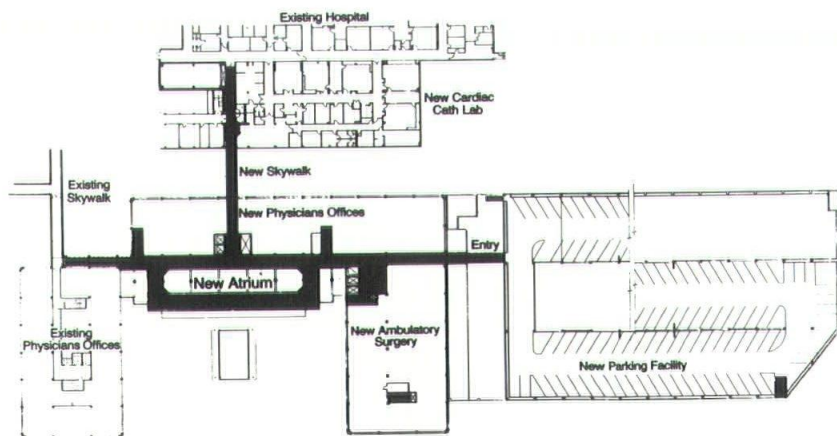 Existing Hospital
New Cardiac
Cath Lab
New Skywalk
Existing
Skywalk
New Physicians Offices
Entry
New Atrium
Existing
Physicians Offices
New Ambulatory
Surgery
New Parking Facility